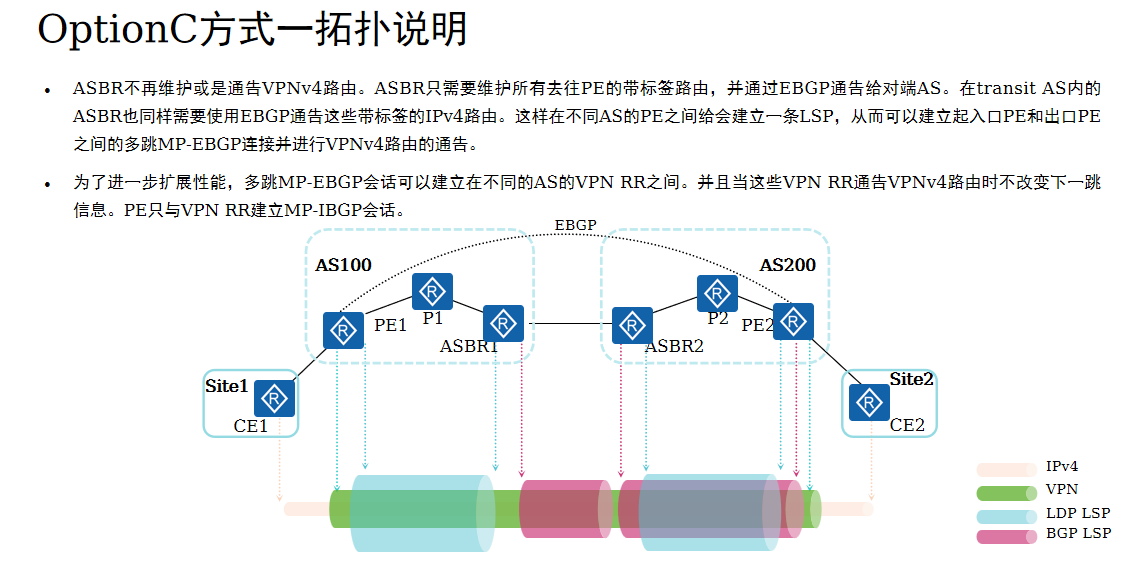 OptionC方式一拓扑说明
• ASBR不再维护或是通告VPNv4路由。ASBR只需要维护所有去往PE的带标签路由，并通过EBGP通告给对端AS。在transit AS内的
ASBR也同样需要使用EBGP通告这些带标签的IPv4路由。这样在不同AS的PE之间给会建立一条LSP，从而可以建立起入口PE和出口PE
之间的多跳MP-EBGP连接并进行VPNv4路由的通告。
• 为了进一步扩展性能，多跳MP-EBGP会话可以建立在不同的AS的VPN RR之间。并且当这些VPN RR通告VPNv4路由时不改变下一跳
信息。PE只与VPN RR建立MP-IBGP会话。
EBGP
AS100
AS200
R
R
R
R
R
R
PE1
P1
ASBR1
ASBR2
P2
PE2
Site1
R
CE1
Site2
R
CE2
IPv4
VPN
LDP LSP
BGP LSP